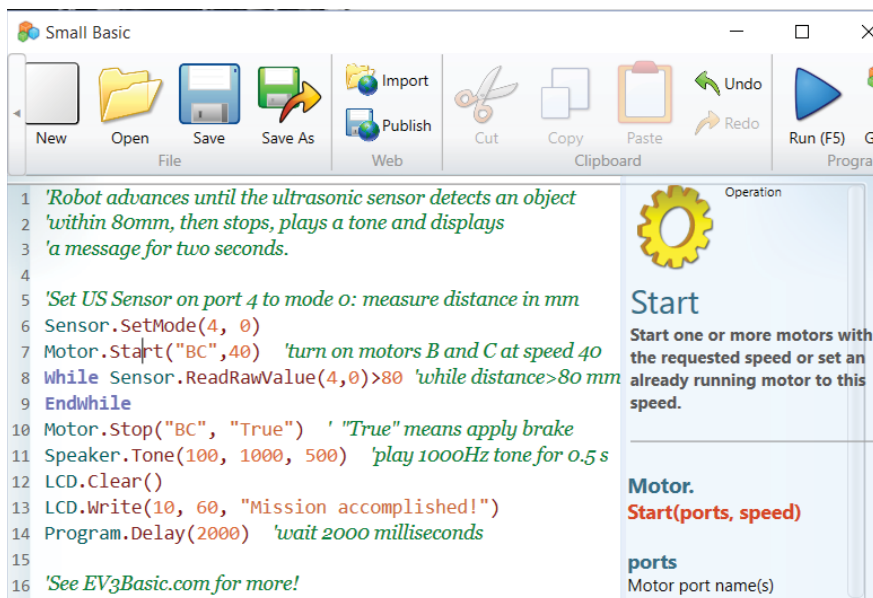 Small Basic
New
Open
Save
Save As
File
Import
Publish
Web
Cut
Copy
Paste
Undo
Redo
Clipboard
Run (F5)
G
Progra
1 'Robot advances until the ultrasonic sensor detects an object
2 'within 80mm, then stops, plays a tone and displays
3 'a message for two seconds.
4
5 'Set US Sensor on port 4 to mode 0: measure distance in mm
6 Sensor.SetMode(4, 0)
7 Motor.Start("BC",40) 'turn on motors B and C at speed 40
8 While Sensor.ReadRawValue(4,0)>80 'while distance>80 mm
9 EndWhile
10 Motor.Stop("BC", "True") ' "True" means apply brake
11 Speaker.Tone(100, 1000, 500) 'play 1000Hz tone for 0.5 s
12 LCD.Clear()
13 LCD.Write(10, 60, "Mission accomplished!")
14 Program.Delay(2000) 'wait 2000 milliseconds
15
16 'See EV3Basic.com for more!
Operation
Start
Start one or more motors with
the requested speed or set an
already running motor to this
speed.
Motor.
Start(ports, speed)
ports
Motor port name(s)